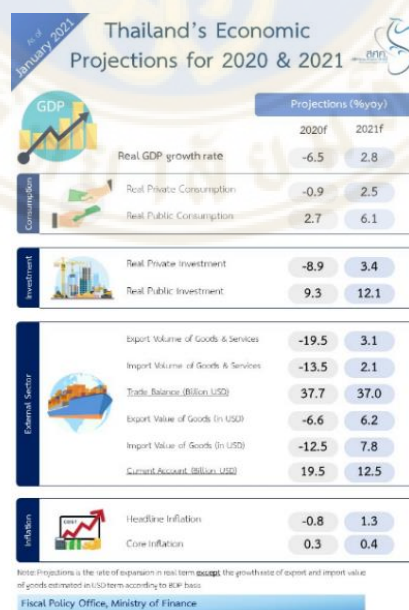 As of
January 2021
Thailand's Economic
Projections for 2020 & 2021
สศค
GDP
Projections (%yoy)
2020f 2021f
Real GDP growth rate -6.5 2.8
Consumption
Real Private Consumption -0.9 2.5
Real Public Consumption 2.7 6.1
Investment
Real Private Investment -8.9 3.4
Real Public Investment 9.3 12.1
External Sector
Export Volume of Goods & Services -19.5 3.1
Import Volume of Goods & Services -13.5 2.1
Trade Balance (Billion USD) 37.7 37.0
Export Value of Goods (in USD) -6.6 6.2
Import Value of Goods (in USD) -12.5 7.8
Current Account (Billion USD) 19.5 12.5
Inflation
Headline Inflation -0.8 1.3
Core Inflation 0.3 0.4
Note: Projections is the rate of expansion in real term except the growth rate of export and import value
of goods estimated in USD term according to BOP basis
Fiscal Policy Office, Ministry of Finance